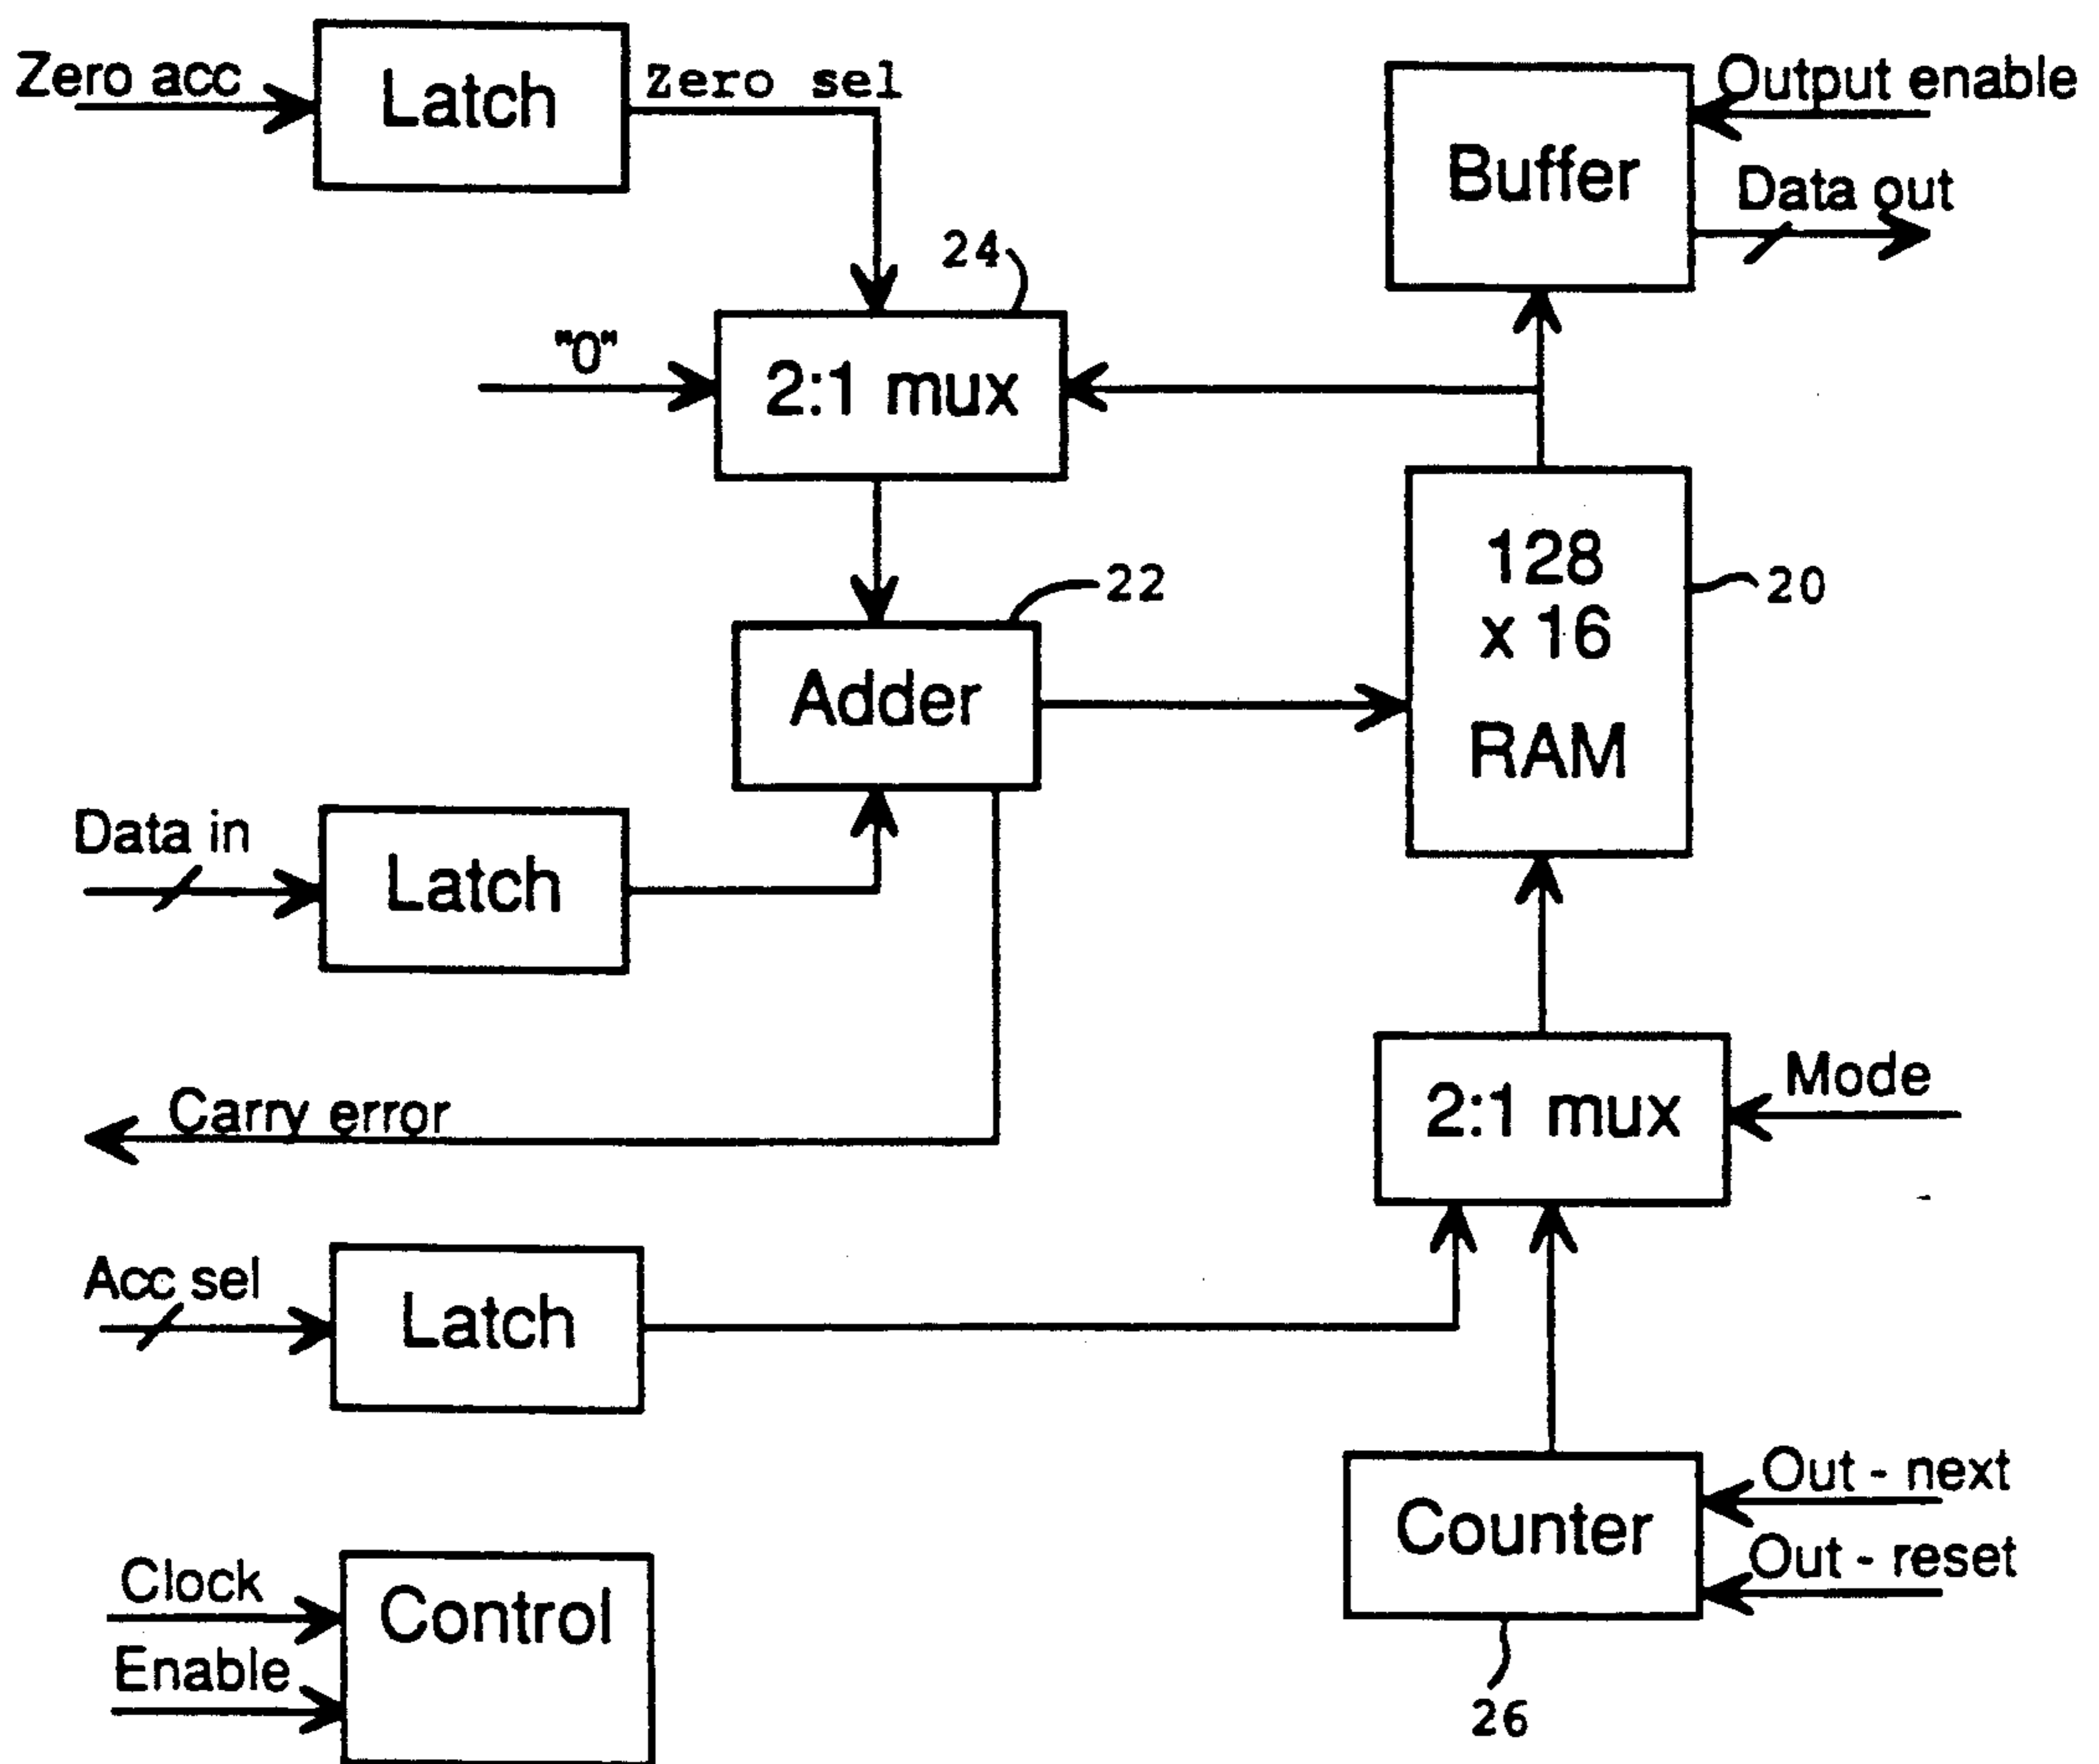 Zero acc
Latch
Zero sel
Output enable
Buffer
Data out
24
"0"
2:1 mux
22
128
x 16
RAM
20
Adder
Data in
Latch
Carry error
2:1 mux
Mode
Acc sel
Latch
Out - next
Counter
Out - reset
Clock
Control
Enable
26